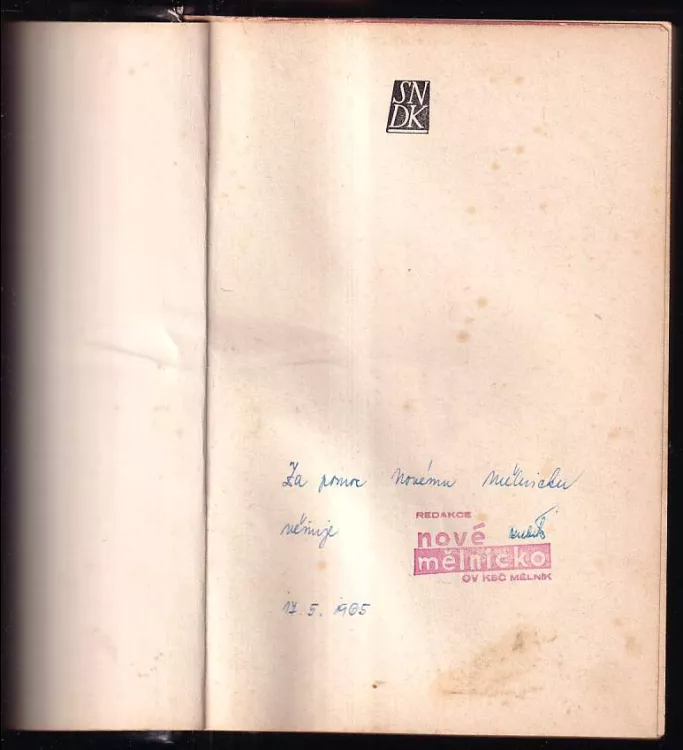 SN
DK
Za pomoc Novému Mělnicku
věnuje
REDAKCE
nové
mělnicko
OV KSČ MĚLNÍK
17. 5. 1965